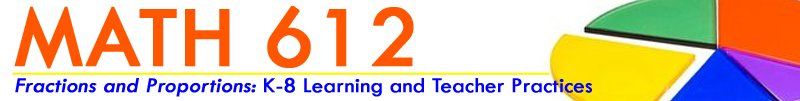 MATH 612
Fractions and Proportions: K-8 Learning and Teacher Practices